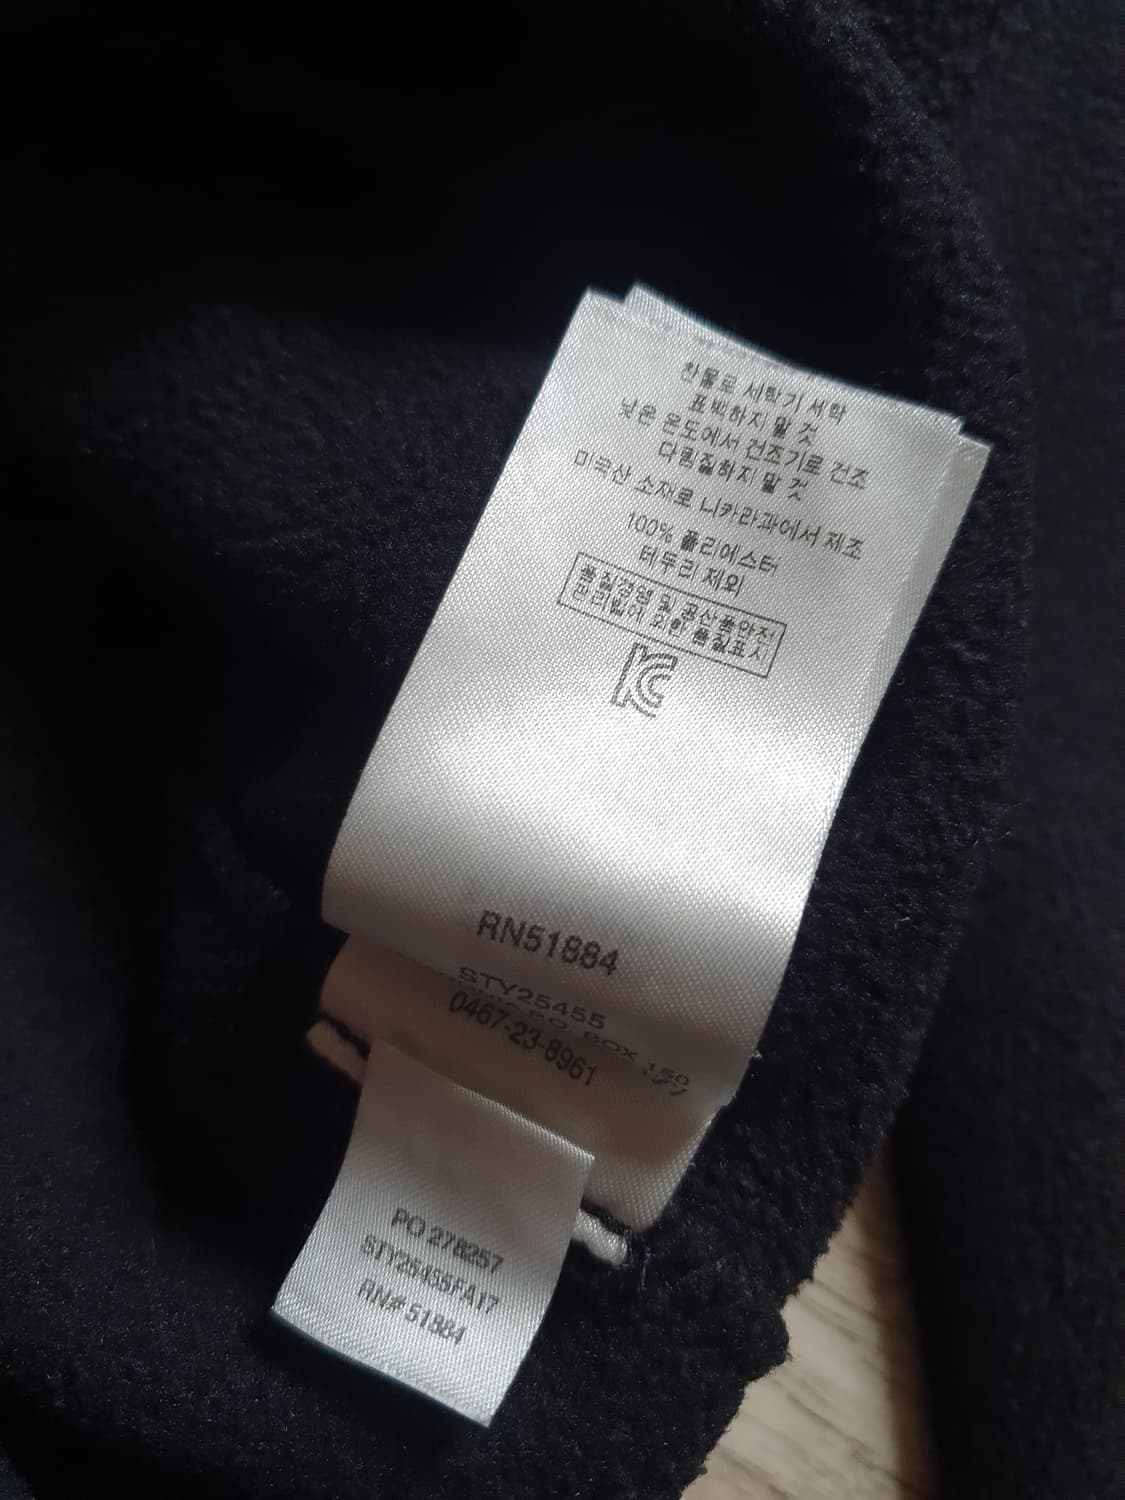 찬물로 세탁기 세탁
표백하지 말 것
낮은 온도에서 건조기로 건조
다림질하지 말 것
미국산 소재로 니카라과에서 제조
100% 폴리에스터
테두리 제외
품질경영 및 공산품안전
관리법에 의한 품질표시
KC
RN51884
STY25455
P.O. BOX 150
0467-23-8961
PO 278257
STY25455FA17
RN# 51884